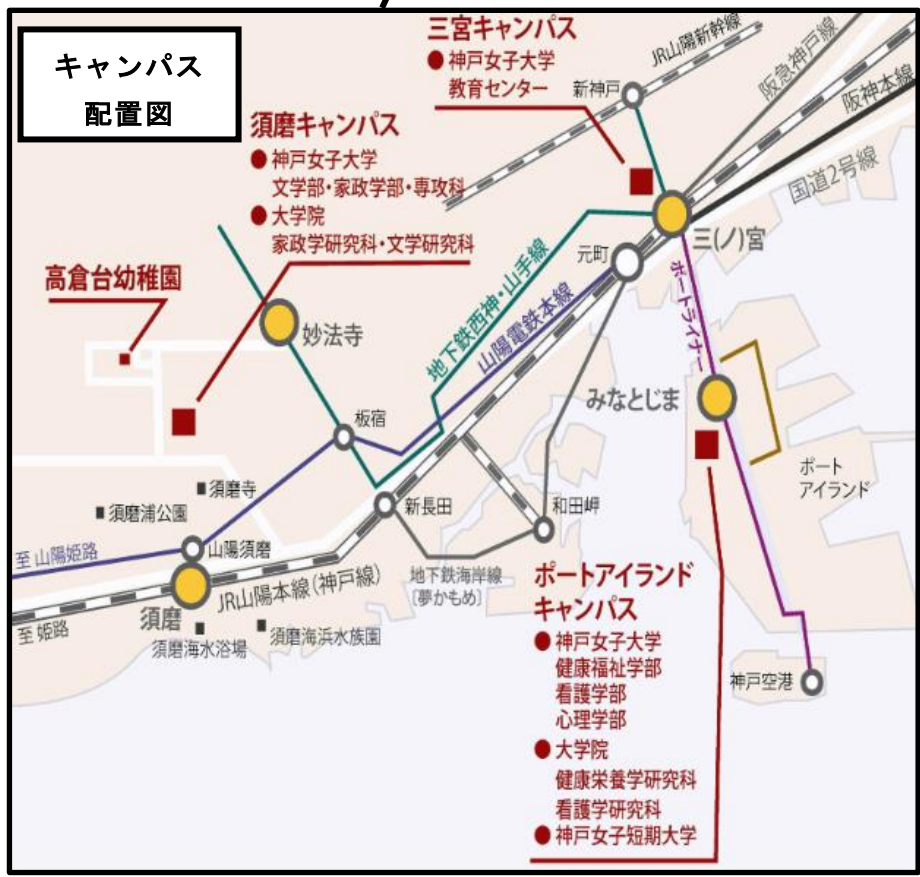 キャンパス
配置図
三宮キャンパス
● 神戸女子大学
教育センター
JR山陽新幹線
新神戸
阪急神戸線
阪神本線
国道2号線
須磨キャンパス
● 神戸女子大学
文学部・家政学部・専攻科
● 大学院
家政学研究科・文学研究科
三(ノ)宮
元町
高倉台幼稚園
妙法寺
地下鉄西神・山手線
山陽電鉄本線
ポートライナー
みなとじま
板宿
ポート
アイランド
須磨寺
須磨浦公園
新長田
和田岬
至 山陽姫路
山陽須磨
地下鉄海岸線
〔夢かもめ〕
JR山陽本線(神戸線)
須磨
至 姫路
須磨海水浴場
須磨海浜水族園
ポートアイランド
キャンパス
● 神戸女子大学
健康福祉学部
看護学部
心理学部
● 大学院
健康栄養学研究科
看護学研究科
● 神戸女子短期大学
神戸空港